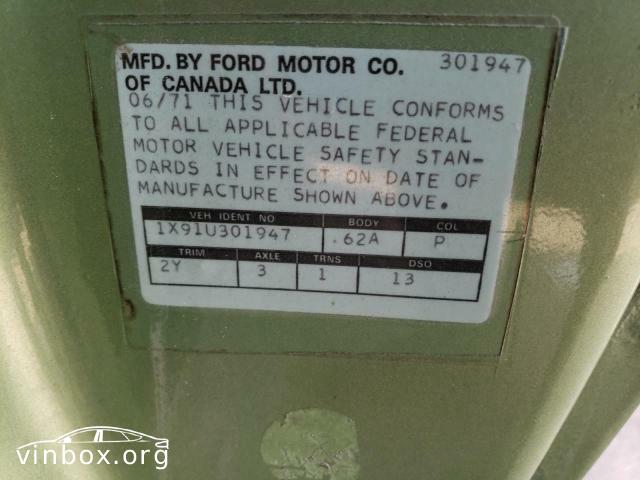 MFD. BY FORD MOTOR CO. 301947
OF CANADA LTD.
06/71 THIS VEHICLE CONFORMS
TO ALL APPLICABLE FEDERAL
MOTOR VEHICLE SAFETY STAN-
DARDS IN EFFECT ON DATE OF
MANUFACTURE SHOWN ABOVE.
VEH IDENT NO BODY COL
1X91U301947 .62A P
TRIM AXLE TRNS DSO
2Y 3 1 13
vinbox.org